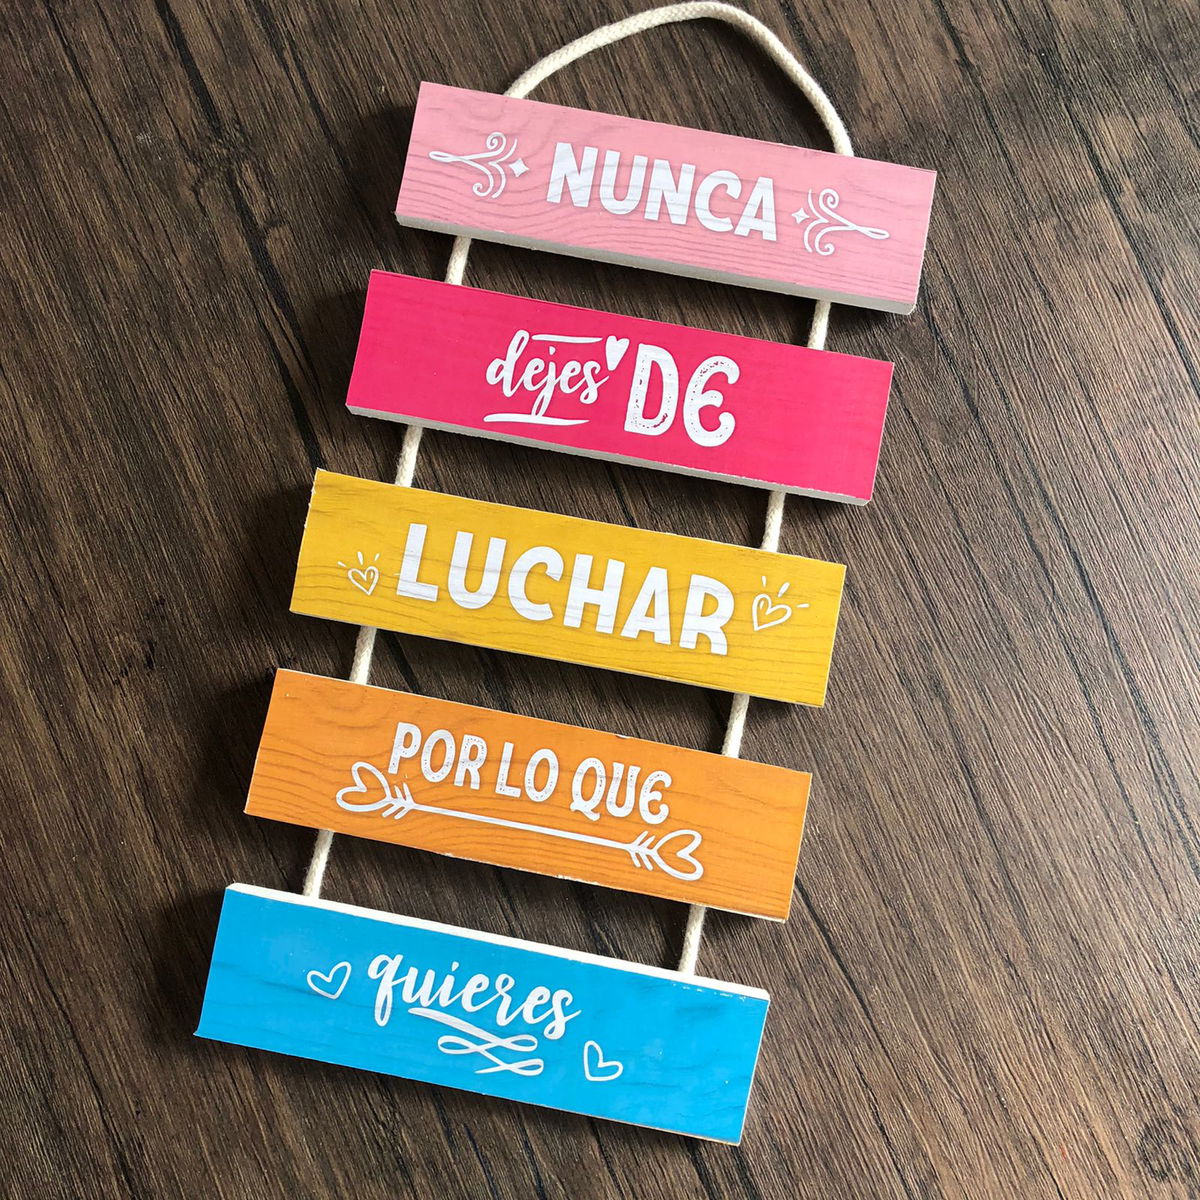 NUNCA
dejes DE
LUCHAR
POR LO QUE
quieres